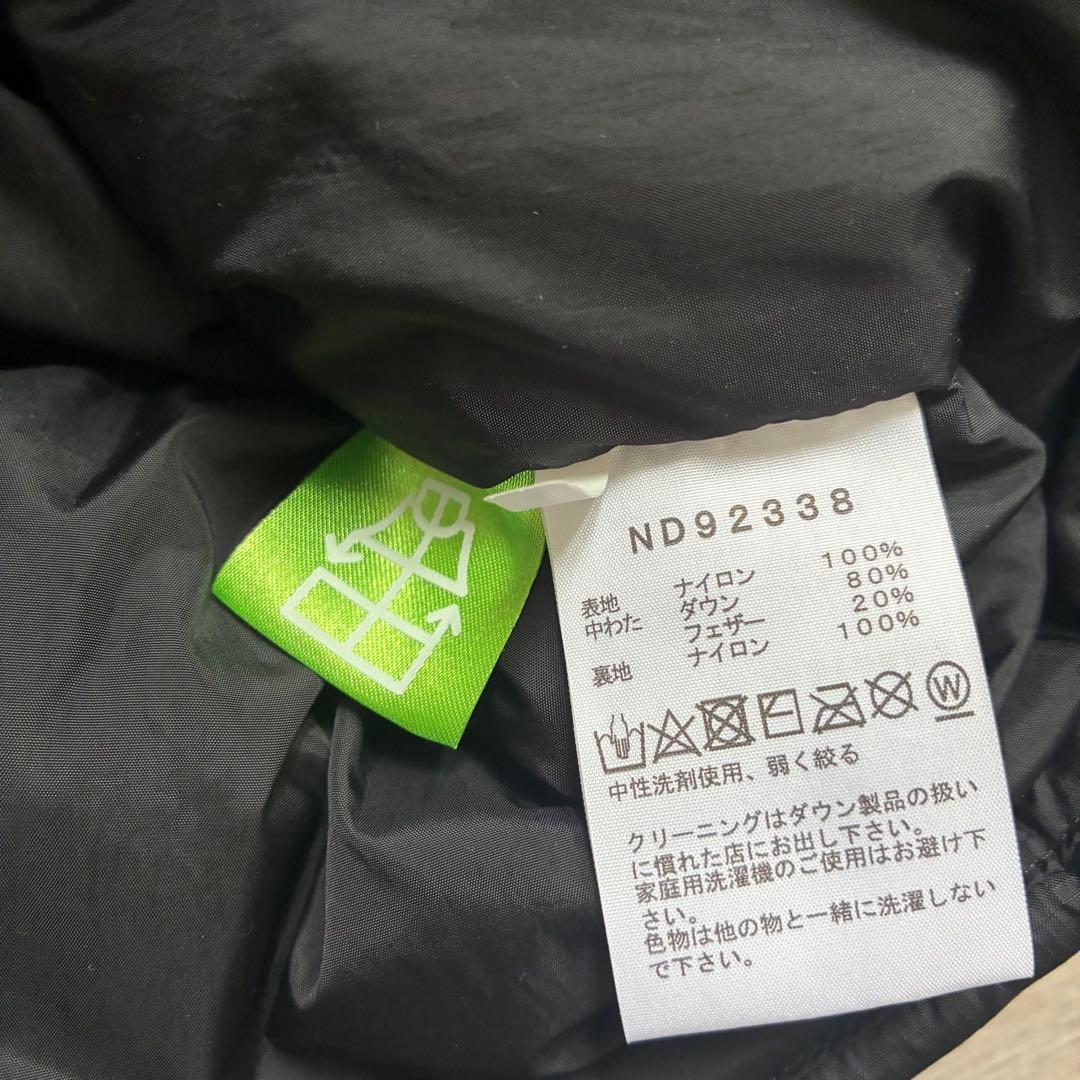 ND92338
表地 ナイロン 100%
中わた ダウン 80%
フェザー 20%
裏地 ナイロン 100%
W
中性洗剤使用、弱く絞る
クリーニングはダウン製品の扱い
に慣れた店にお出し下さい。
家庭用洗濯機のご使用はお避け下
さい。
色物は他の物と一緒に洗濯しない
で下さい。